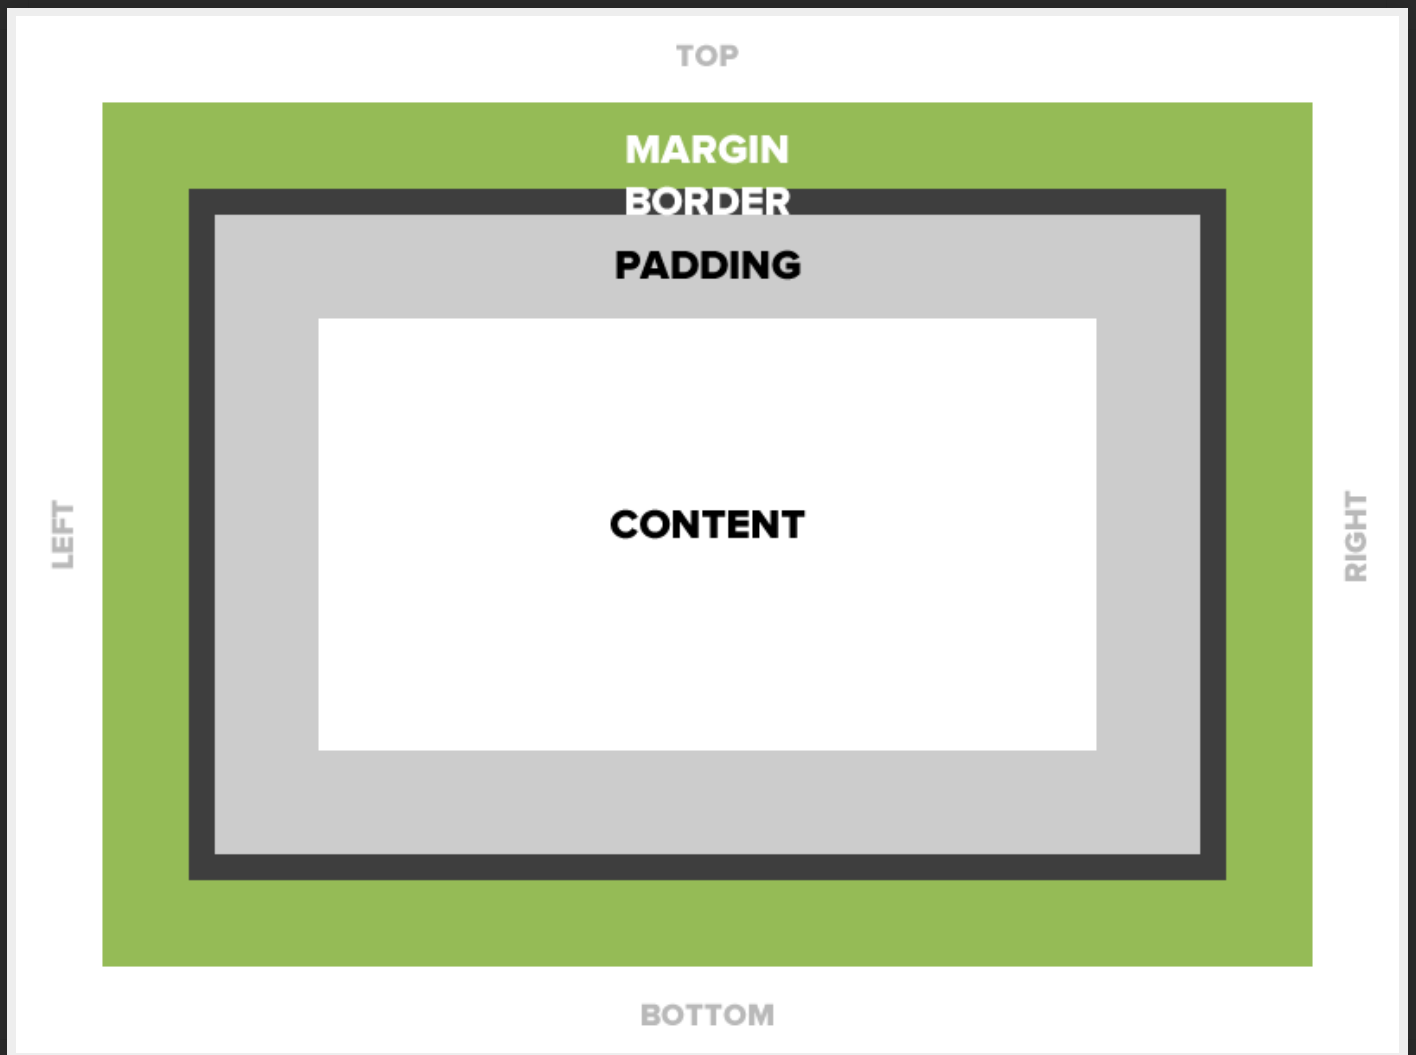 TOP
MARGIN
BORDER
PADDING
LEFT
CONTENT
RIGHT
BOTTOM